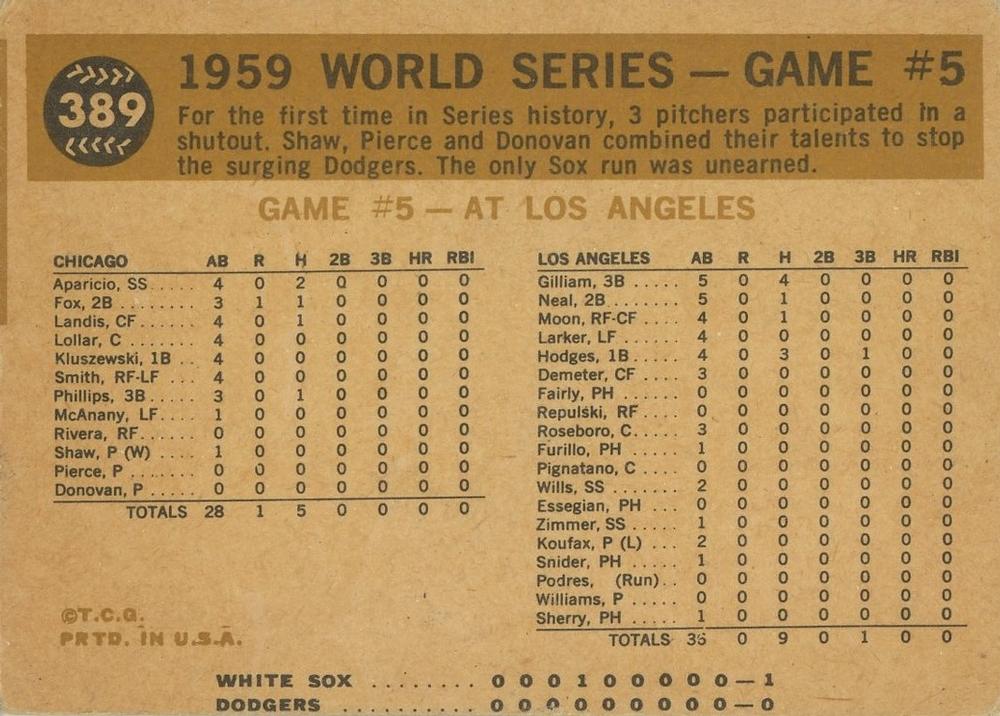 389
1959 WORLD SERIES — GAME #5
For the first time in Series history, 3 pitchers participated in a
shutout. Shaw, Pierce and Donovan combined their talents to stop
the surging Dodgers. The only Sox run was unearned.
GAME #5 — AT LOS ANGELES
CHICAGO AB R H 2B 3B HR RBI
Aparicio, SS ..... 4 0 2 0 0 0 0
Fox, 2B ........ 3 1 1 0 0 0 0
Landis, CF ...... 4 0 1 0 0 0 0
Lollar, C ....... 4 0 0 0 0 0 0
Kluszewski, 1B .. 4 0 0 0 0 0 0
Smith, RF-LF ... 4 0 0 0 0 0 0
Phillips, 3B ..... 3 0 1 0 0 0 0
McAnany, LF .... 1 0 0 0 0 0 0
Rivera, RF ...... 0 0 0 0 0 0 0
Shaw, P (W) .... 1 0 0 0 0 0 0
Pierce, P ....... 0 0 0 0 0 0 0
Donovan, P ..... 0 0 0 0 0 0 0
TOTALS 28 1 5 0 0 0 0
LOS ANGELES AB R H 2B 3B HR RBI
Gilliam, 3B ..... 5 0 4 0 0 0 0
Neal, 2B ........ 5 0 1 0 0 0 0
Moon, RF-CF .... 4 0 1 0 0 0 0
Larker, LF ...... 4 0 0 0 0 0 0
Hodges, 1B ..... 4 0 3 0 1 0 0
Demeter, CF .... 3 0 0 0 0 0 0
Fairly, PH ...... 0 0 0 0 0 0 0
Repulski, RF .... 0 0 0 0 0 0 0
Roseboro, C ..... 3 0 0 0 0 0 0
Furillo, PH ..... 1 0 0 0 0 0 0
Pignatano, C .... 0 0 0 0 0 0 0
Wills, SS ....... 2 0 0 0 0 0 0
Essegian, PH ... 0 0 0 0 0 0 0
Zimmer, SS ..... 1 0 0 0 0 0 0
Koufax, P (L) ... 2 0 0 0 0 0 0
Snider, PH ..... 1 0 0 0 0 0 0
Podres, (Run) .. 0 0 0 0 0 0 0
Williams, P ..... 0 0 0 0 0 0 0
Sherry, PH ..... 1 0 0 0 0 0 0
TOTALS 36 0 9 0 1 0 0
©T.C.G.
PRTD. IN U.S.A.
WHITE SOX ........ 0 0 0 1 0 0 0 0 0 — 1
DODGERS .......... 0 0 0 0 0 0 0 0 0 — 0